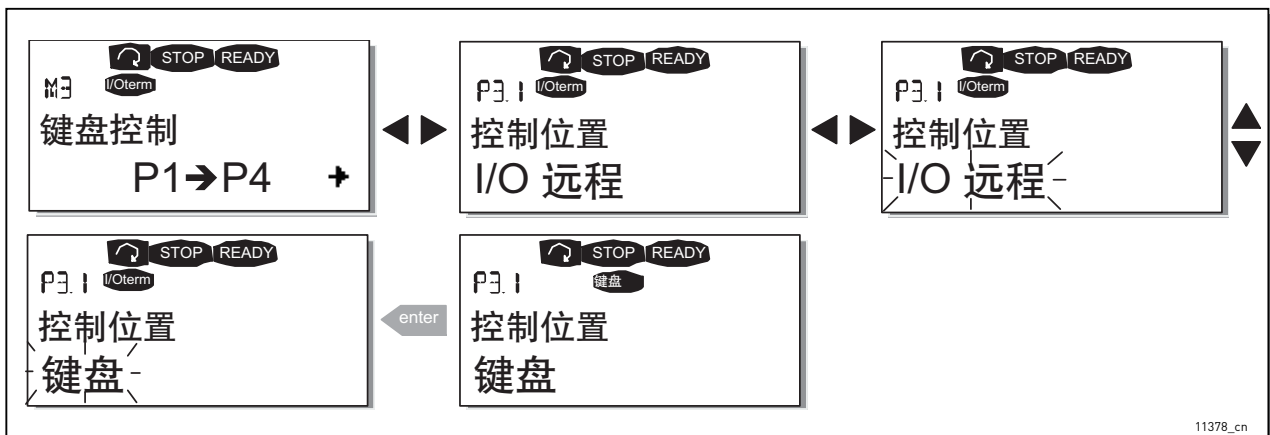 STOP READY
M3 I/Oterm
键盘控制
P1➔P4
STOP READY
P3.1 I/Oterm
控制位置
I/O 远程
STOP READY
P3.1 I/Oterm
控制位置
I/O 远程
STOP READY
P3.1 I/Oterm
控制位置
键盘
enter
STOP READY
P3.1 键盘
控制位置
键盘
11378_cn